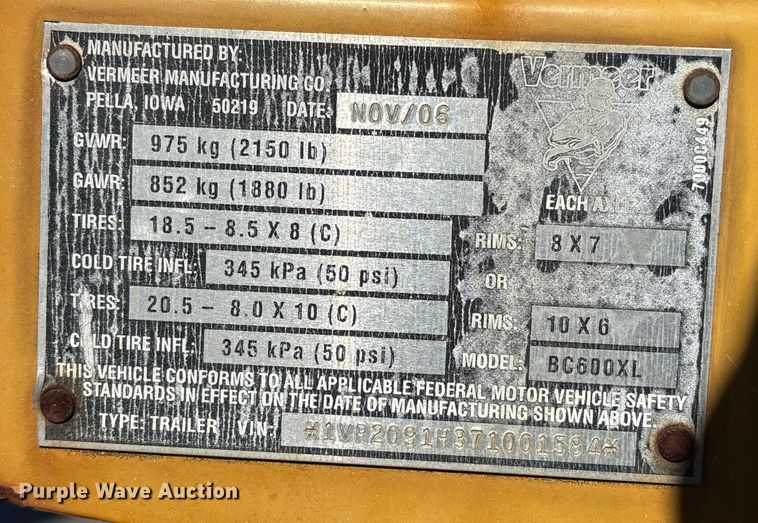 MANUFACTURED BY:
VERMEER MANUFACTURING CO.
PELLA, IOWA 50219 DATE: NOV/06
Vermeer
7000C449
GVWR: 975 kg (2150 lb)
GAWR: 852 kg (1880 lb)
EACH AXLE
TIRES: 18.5 - 8.5 X 8 (C) RIMS: 8 X 7
COLD TIRE INFL: 345 kPa (50 psi) OR
TIRES: 20.5 - 8.0 X 10 (C) RIMS: 10 X 6
COLD TIRE INFL: 345 kPa (50 psi) MODEL: BC600XL
THIS VEHICLE CONFORMS TO ALL APPLICABLE FEDERAL MOTOR VEHICLE SAFETY
STANDARDS IN EFFECT ON THE DATE OF MANUFACTURING SHOWN ABOVE.
TYPE: TRAILER V.I.N: *1VR2091H371001584*
Purple Wave Auction